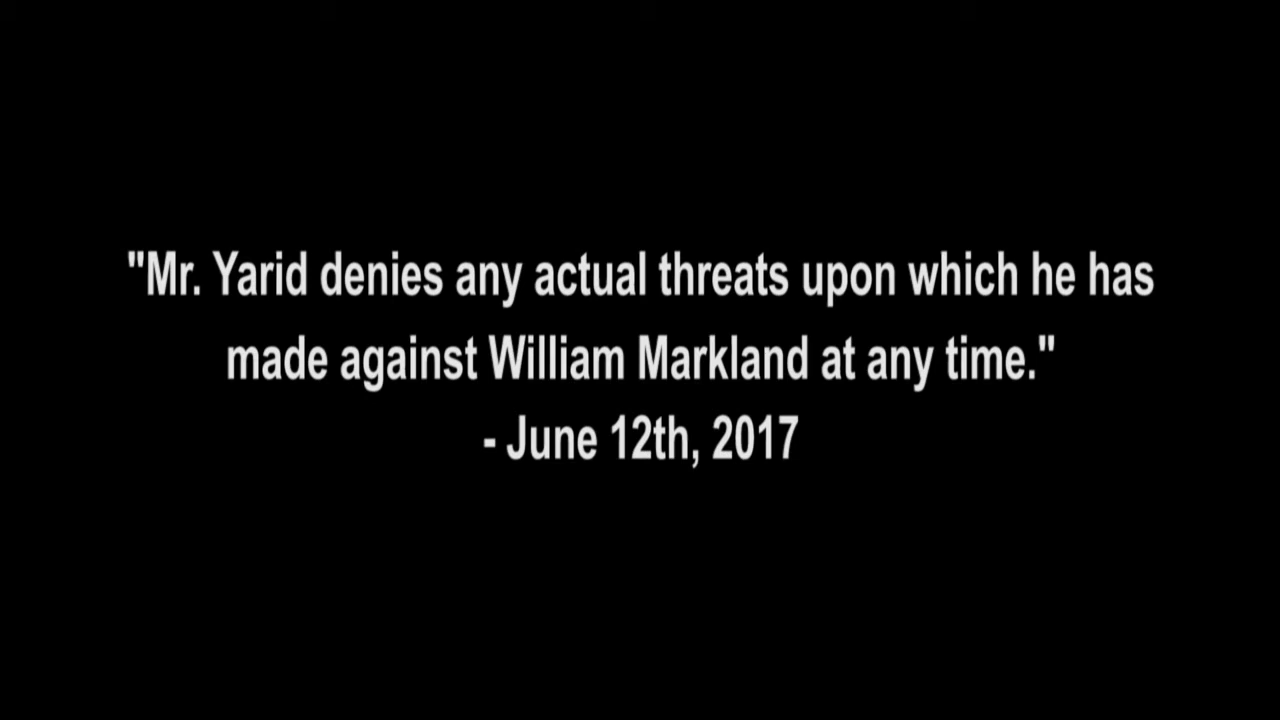 "Mr. Yarid denies any actual threats upon which he has
made against William Markland at any time."
- June 12th, 2017